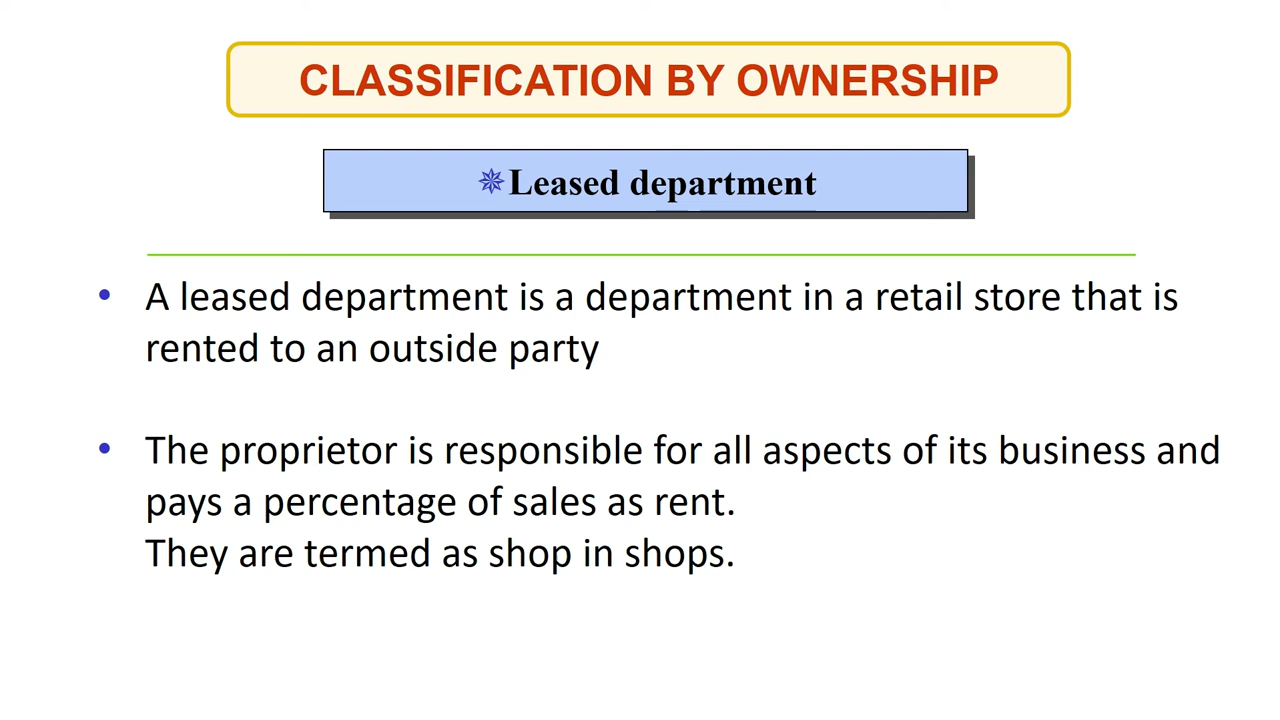 CLASSIFICATION BY OWNERSHIP
✵Leased department
• A leased department is a department in a retail store that is
rented to an outside party
• The proprietor is responsible for all aspects of its business and
pays a percentage of sales as rent.
They are termed as shop in shops.